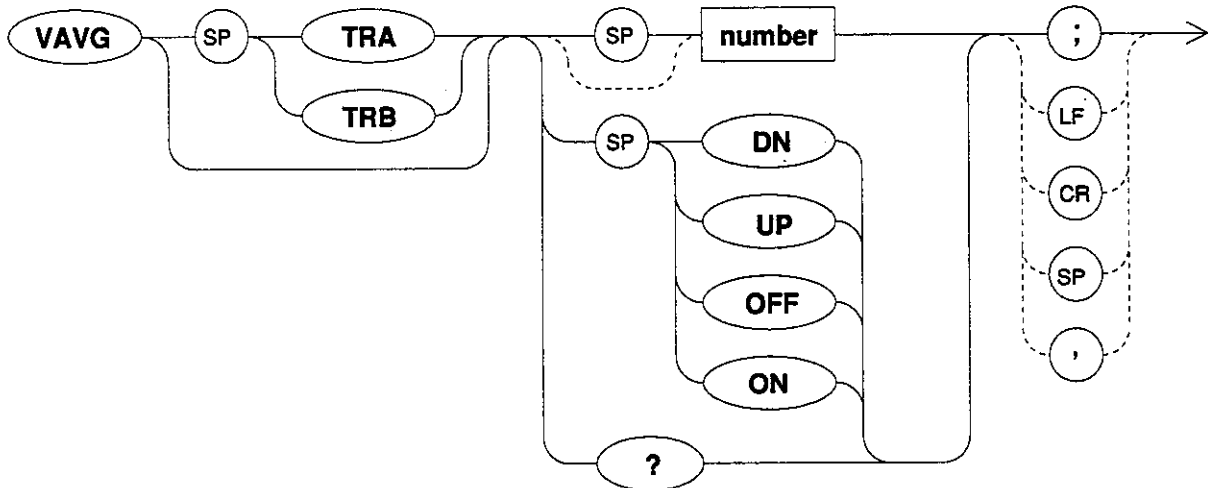 VAVG SP TRA SP number ;
TRB LF
SP DN
CR
UP
SP
OFF
,
ON
?